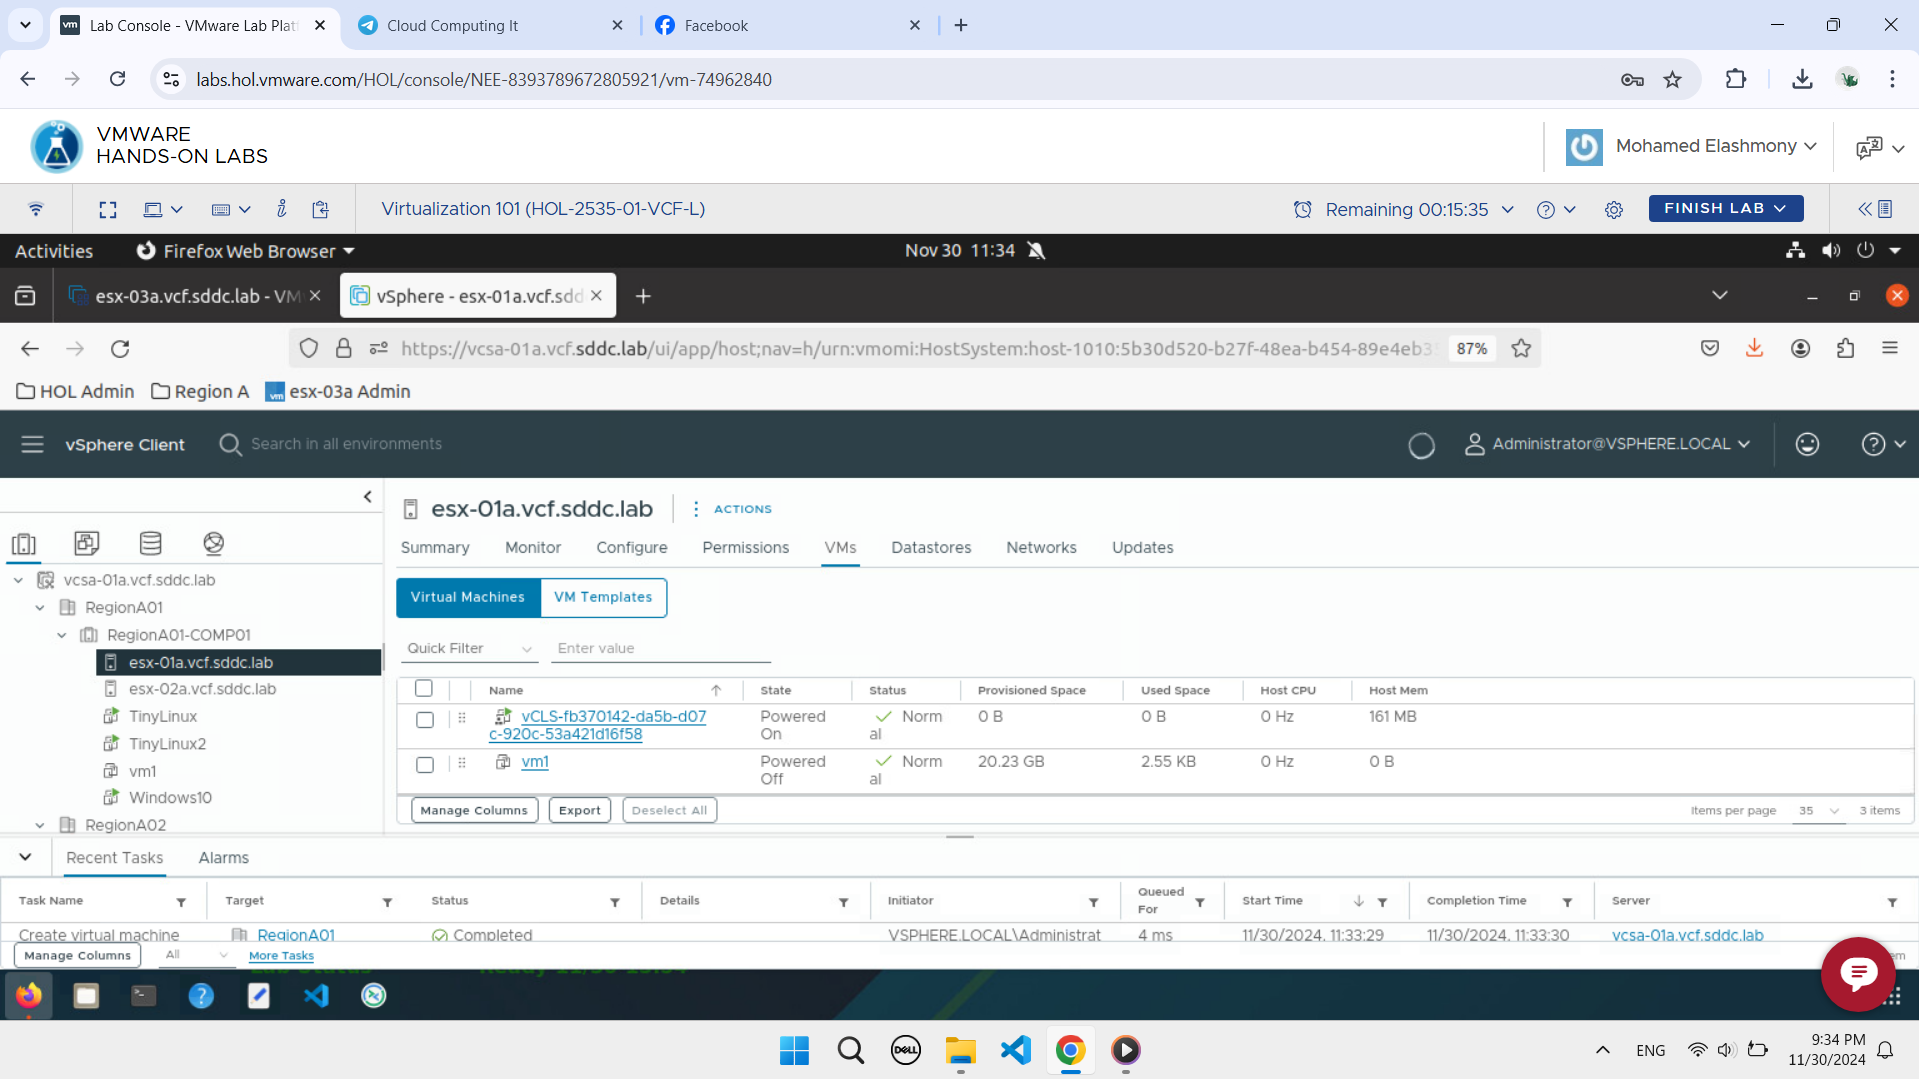 Lab Console - VMware Lab Plat
Cloud Computing It
Facebook
labs.hol.vmware.com/HOL/console/NEE-8393789672805921/vm-74962840
VMWARE
HANDS-ON LABS
Mohamed Elashmony
Virtualization 101 (HOL-2535-01-VCF-L)
Remaining 00:15:35
FINISH LAB
Activities
Firefox Web Browser
Nov 30 11:34
esx-03a.vcf.sddc.lab - VM
vSphere - esx-01a.vcf.sdd
https://vcsa-01a.vcf.sddc.lab/ui/app/host;nav=h/urn:vmomi:HostSystem:host-1010:5b30d520-b27f-48ea-b454-89e4eb3
87%
HOL Admin
Region A
vm
esx-03a Admin
vSphere Client
Search in all environments
Administrator@VSPHERE.LOCAL
esx-01a.vcf.sddc.lab
ACTIONS
Summary
Monitor
Configure
Permissions
VMs
Datastores
Networks
Updates
vcsa-01a.vcf.sddc.lab
RegionA01
RegionA01-COMP01
esx-01a.vcf.sddc.lab
esx-02a.vcf.sddc.lab
TinyLinux
TinyLinux2
vm1
Windows10
RegionA02
Virtual Machines
VM Templates
Quick Filter
Enter value
Name State Status Provisioned Space Used Space Host CPU Host Mem
vCLS-fb370142-da5b-d07 Powered Norm 0 B 0 B 0 Hz 161 MB
c-920c-53a421d16f58 On al
vm1 Powered Norm 20.23 GB 2.55 KB 0 Hz 0 B
Off al
Manage Columns
Export
Deselect All
Items per page 35 3 items
Recent Tasks
Alarms
Task Name Target Status Details Initiator Queued For Start Time Completion Time Server
Create virtual machine RegionA01 Completed VSPHERE.LOCAL\Administrat 4 ms 11/30/2024, 11:33:29 11/30/2024, 11:33:30 vcsa-01a.vcf.sddc.lab
Manage Columns
All
More Tasks
DELL
ENG
9:34 PM
11/30/2024